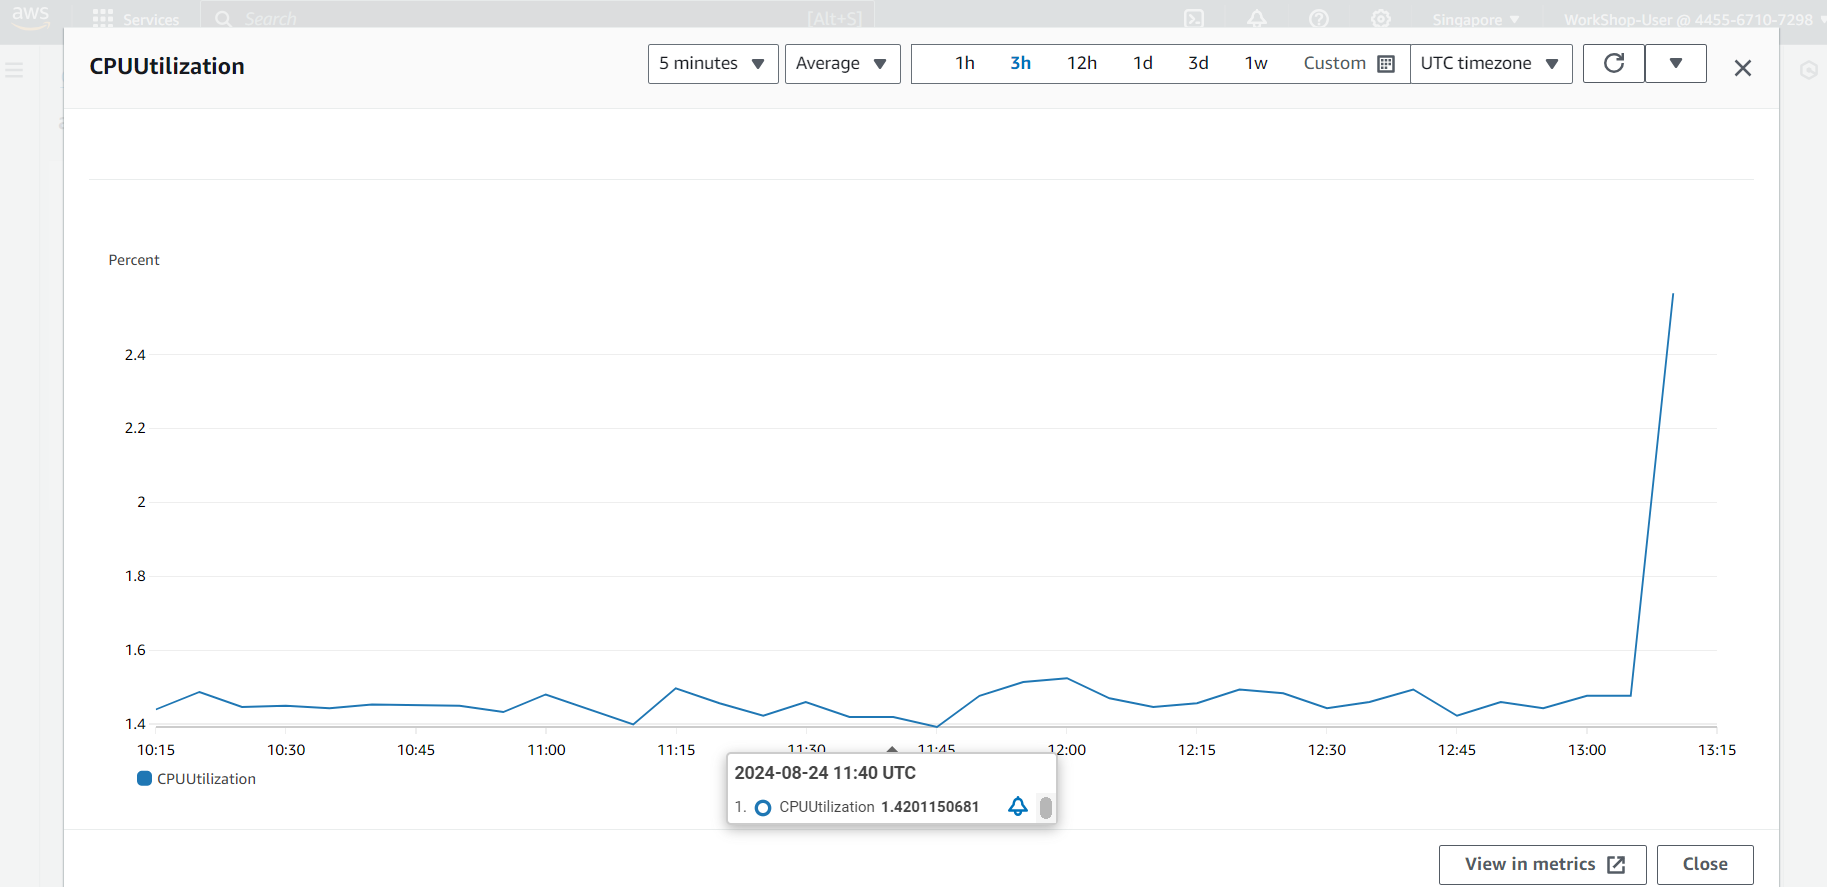 aws Services Search [Alt+S] Singapore WorkShop-User @ 4455-6710-7298
CPUUtilization 5 minutes Average 1h 3h 12h 1d 3d 1w Custom UTC timezone
Percent
2.4
2.2
2
1.8
1.6
1.4
10:15 10:30 10:45 11:00 11:15 11:30 11:45 12:00 12:15 12:30 12:45 13:00 13:15
CPUUtilization
2024-08-24 11:40 UTC
1. CPUUtilization 1.4201150681
View in metrics Close